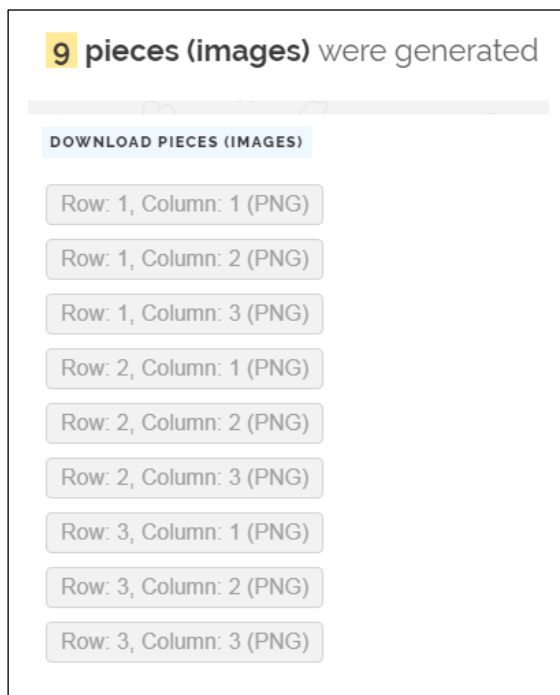 9 pieces (images) were generated
DOWNLOAD PIECES (IMAGES)
Row: 1, Column: 1 (PNG)
Row: 1, Column: 2 (PNG)
Row: 1, Column: 3 (PNG)
Row: 2, Column: 1 (PNG)
Row: 2, Column: 2 (PNG)
Row: 2, Column: 3 (PNG)
Row: 3, Column: 1 (PNG)
Row: 3, Column: 2 (PNG)
Row: 3, Column: 3 (PNG)